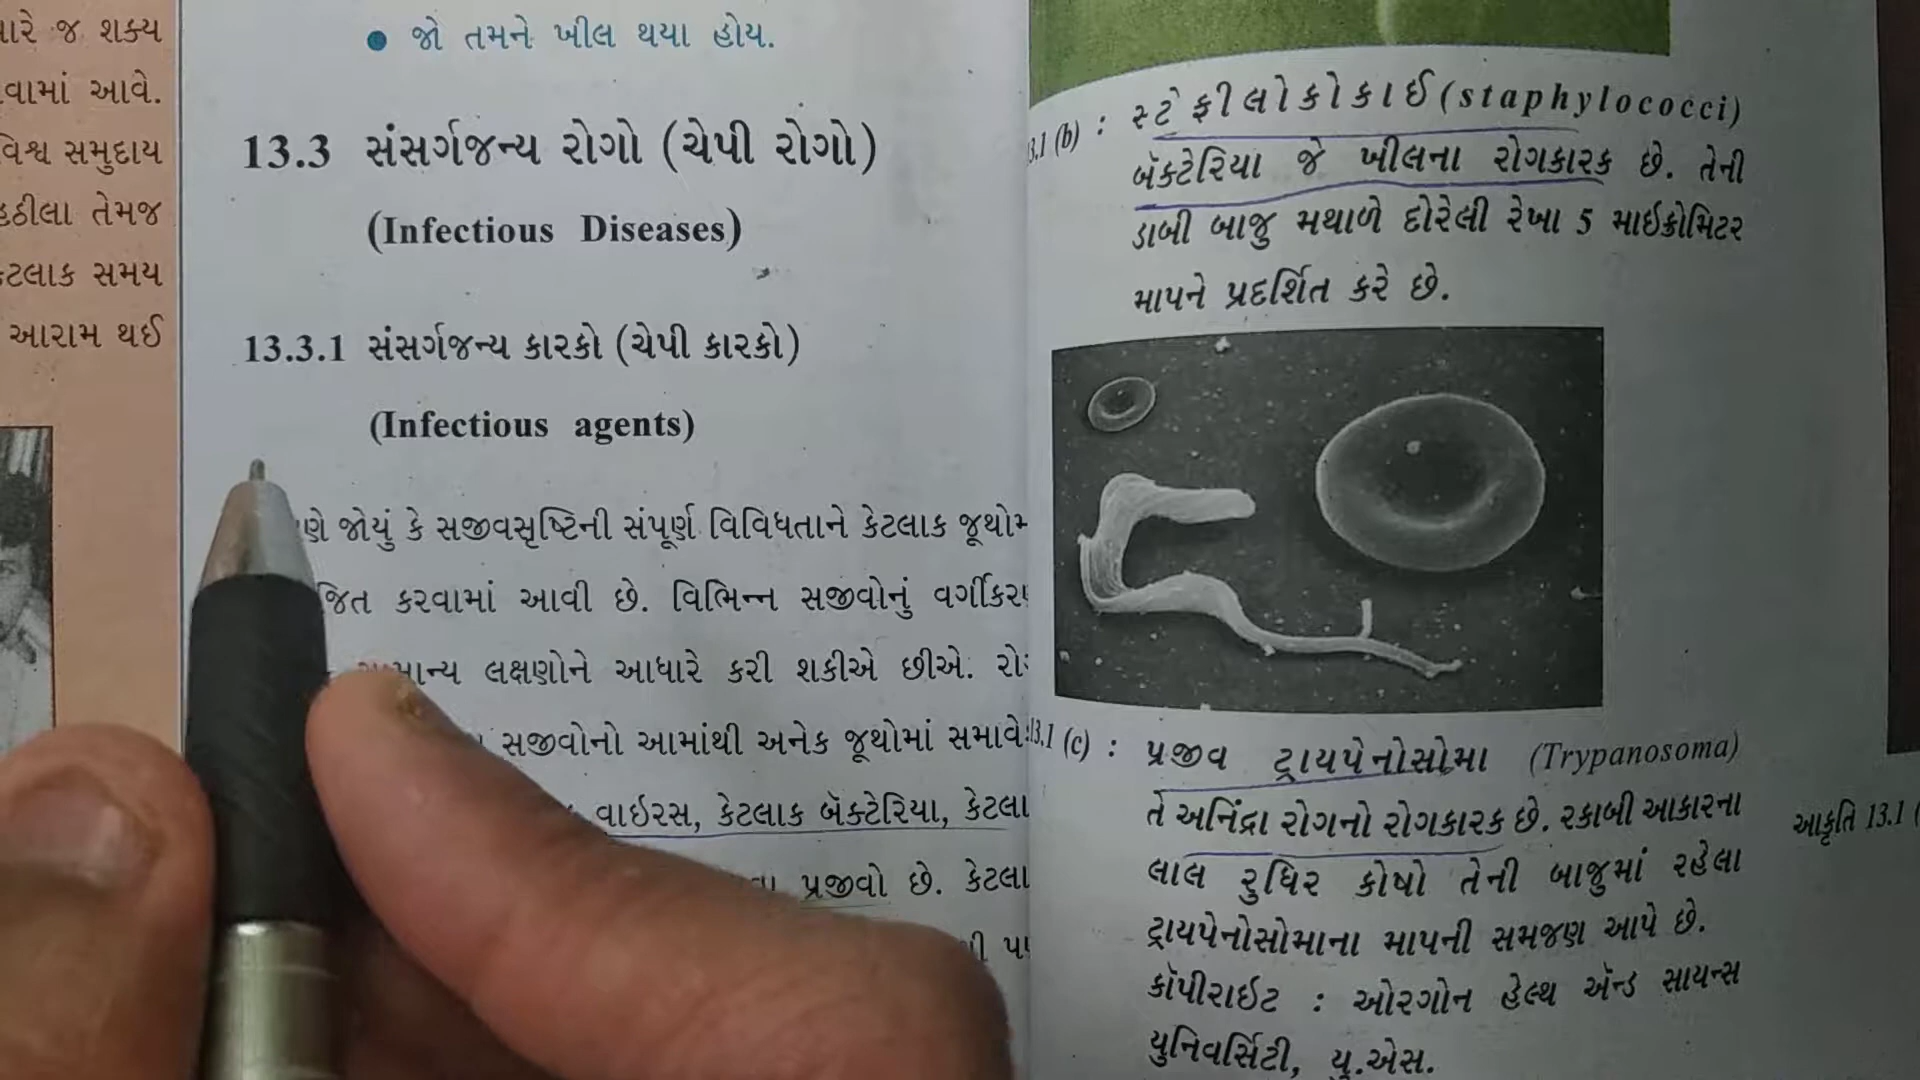 ારે જ શક્ય
વામાં આવે.
વિશ્વ સમુદાય
હઠીલા તેમજ
કેટલાક સમય
આરામ થઈ
● જો તમને ખીલ થયા હોય.
13.3 સંસર્ગજન્ય રોગો (ચેપી રોગો)
(Infectious Diseases)
13.3.1 સંસર્ગજન્ય કારકો (ચેપી કારકો)
(Infectious agents)
ણે જોયું કે સજીવસૃષ્ટિની સંપૂર્ણ વિવિધતાને કેટલાક જૂથોમ
જિત કરવામાં આવી છે. વિભિન્ન સજીવોનું વર્ગીકરણ
માન્ય લક્ષણોને આધારે કરી શકીએ છીએ.
સજીવોનો આમાંથી અનેક જૂથોમાં સમાવે
વાઇરસ, કેટલાક બૅક્ટેરિયા, કેટલા
પ્રજીવો છે. કેટલા
3.1 (b) : સ્ટેફીલોકોકાઈ (staphylococci)
બૅક્ટેરિયા જે ખીલના રોગકારક છે. તેની
ડાબી બાજુ મથાળે દોરેલી રેખા 5 માઈક્રોમિટર
માપને પ્રદર્શિત કરે છે.
13.1 (c) : પ્રજીવ ટ્રાયપેનોસોમા (Trypanosoma)
તે અનિંદ્રા રોગનો રોગકારક છે. રકાબી આકારના
લાલ રુધિર કોષો તેની બાજુમાં રહેલા
ટ્રાયપેનોસોમાના માપની સમજણ આપે છે.
કૉપીરાઈટ : ઓરગોન હેલ્થ ઍન્ડ સાયન્સ
યુનિવર્સિટી, યુ.એસ.
આકૃતિ 13.1 (